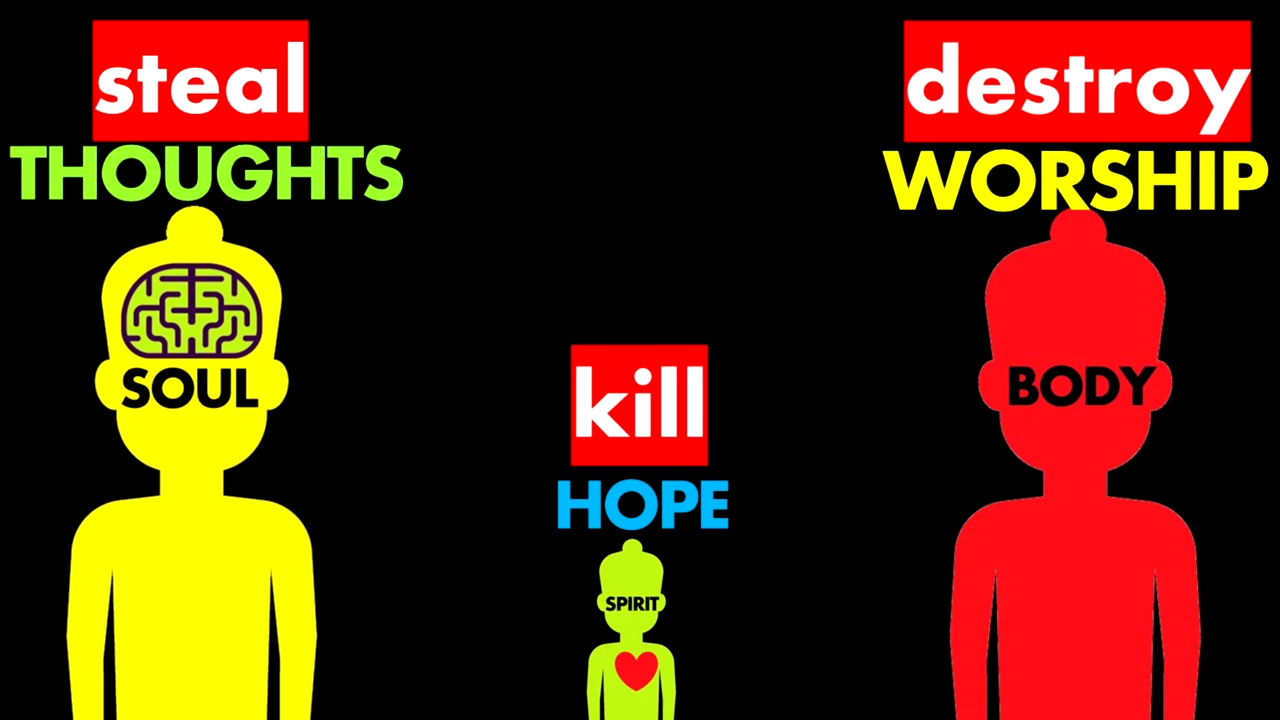 steal
THOUGHTS
SOUL
kill
HOPE
SPIRIT
destroy
WORSHIP
BODY